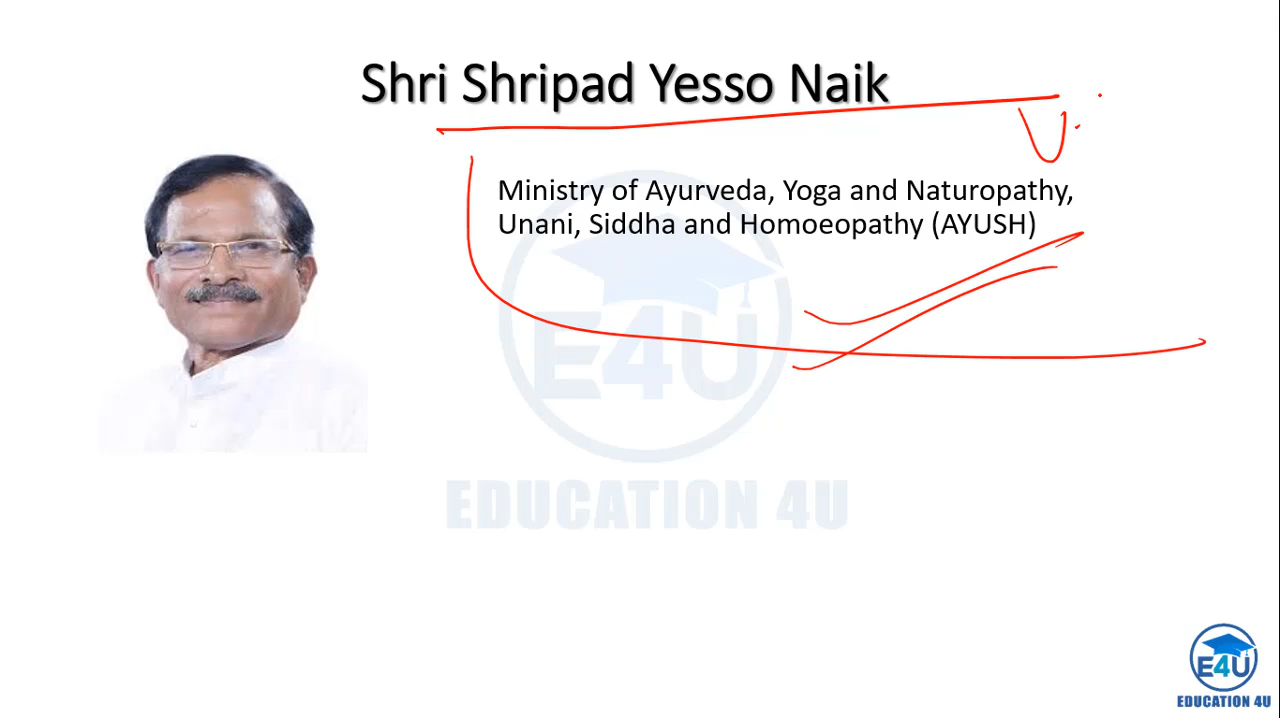 Shri Shripad Yesso Naik
Ministry of Ayurveda, Yoga and Naturopathy,
Unani, Siddha and Homoeopathy (AYUSH)
E4U
EDUCATION 4U
E4U
EDUCATION 4U